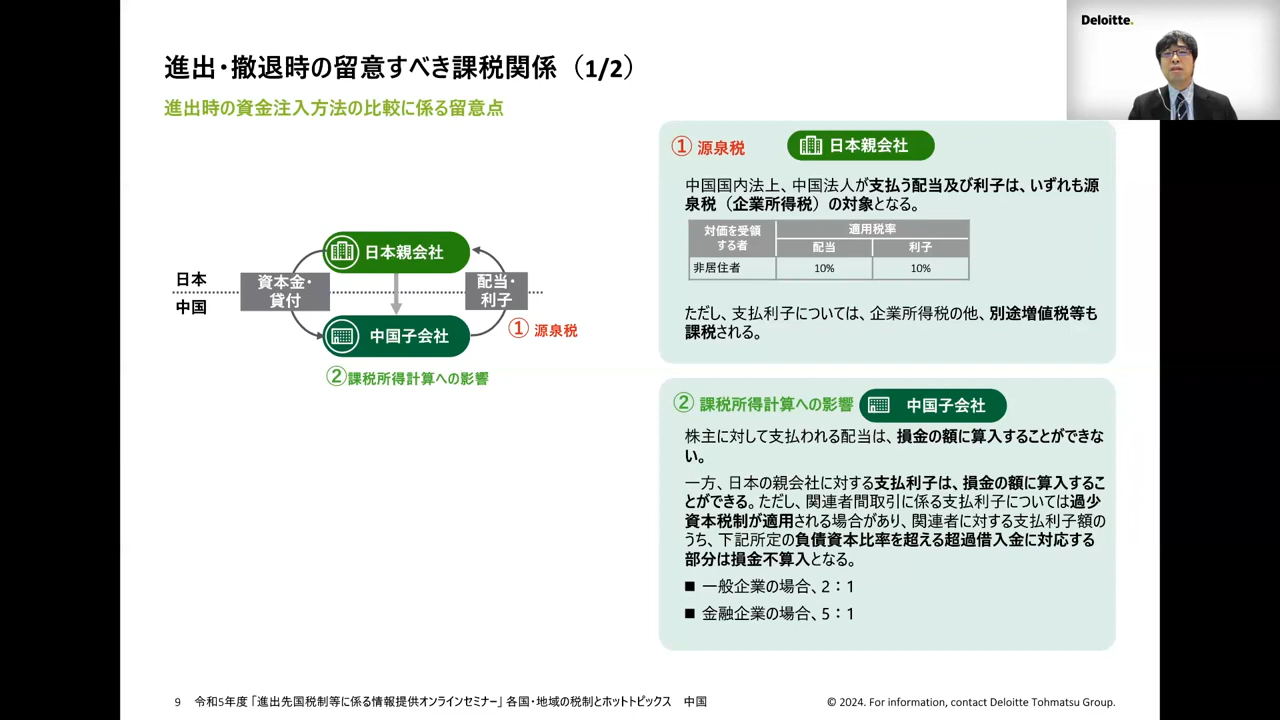 Deloitte.
進出・撤退時の留意すべき課税関係（1/2）
進出時の資金注入方法の比較に係る留意点
日本親会社
日本
中国
資本金・
貸付
配当・
利子
① 源泉税
中国子会社
②課税所得計算への影響
① 源泉税
日本親会社
中国国内法上、中国法人が支払う配当及び利子は、いずれも源
泉税（企業所得税）の対象となる。
対価を受領
する者
適用税率
配当
利子
非居住者
10%
10%
ただし、支払利子については、企業所得税の他、別途増値税等も
課税される。
② 課税所得計算への影響
中国子会社
株主に対して支払われる配当は、損金の額に算入することができな
い。
一方、日本の親会社に対する支払利子は、損金の額に算入するこ
とができる。ただし、関連者間取引に係る支払利子については過少
資本税制が適用される場合があり、関連者に対する支払利子額の
うち、下記所定の負債資本比率を超える超過借入金に対応する
部分は損金不算入となる。
■ 一般企業の場合、2：1
■ 金融企業の場合、5：1
9 令和5年度「進出先国税制等に係る情報提供オンラインセミナー」各国・地域の税制とホットトピックス 中国
© 2024. For information, contact Deloitte Tohmatsu Group.